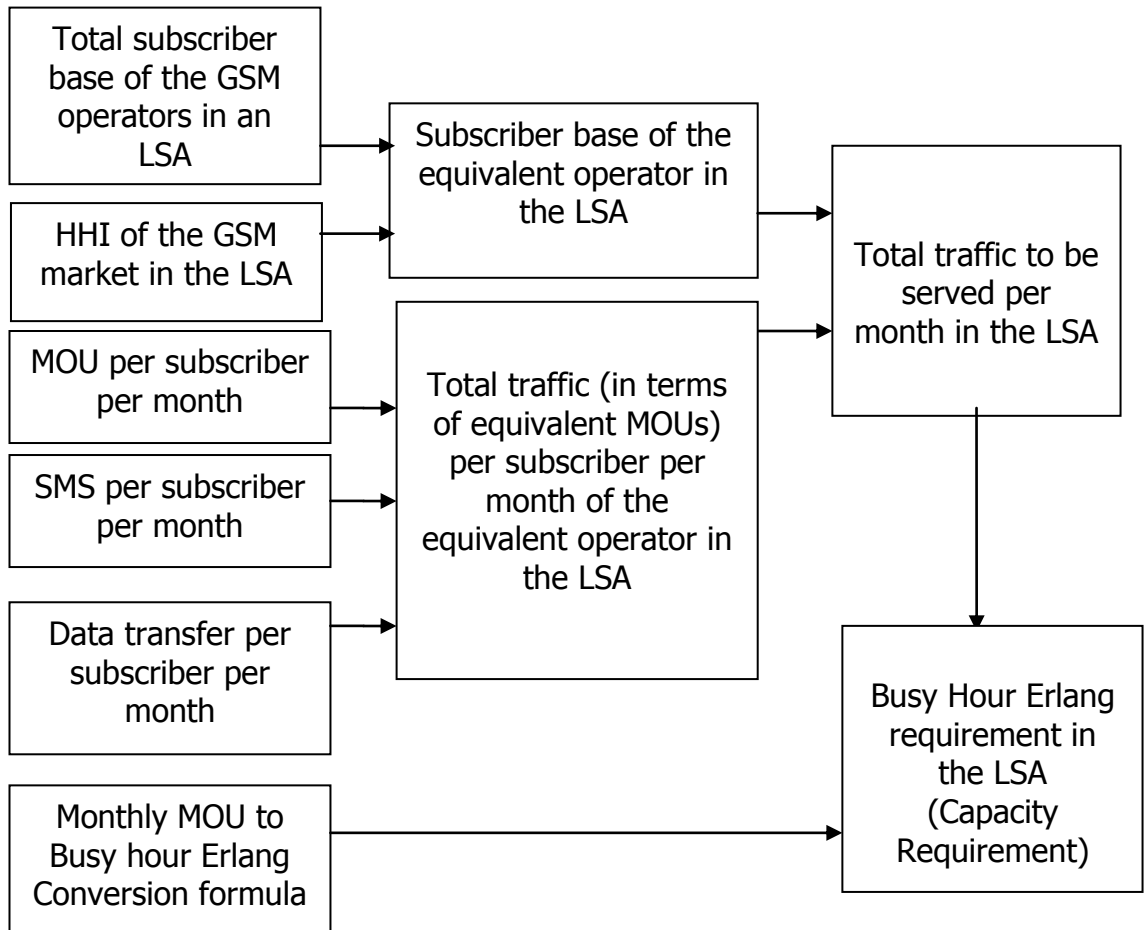 Total subscriber
base of the GSM
operators in an
LSA
HHI of the GSM
market in the LSA
MOU per subscriber
per month
SMS per subscriber
per month
Data transfer per
subscriber per
month
Monthly MOU to
Busy hour Erlang
Conversion formula
Subscriber base of the
equivalent operator in
the LSA
Total traffic (in terms
of equivalent MOUs)
per subscriber per
month of the
equivalent operator in
the LSA
Total traffic to be
served per
month in the LSA
Busy Hour Erlang
requirement in
the LSA
(Capacity
Requirement)